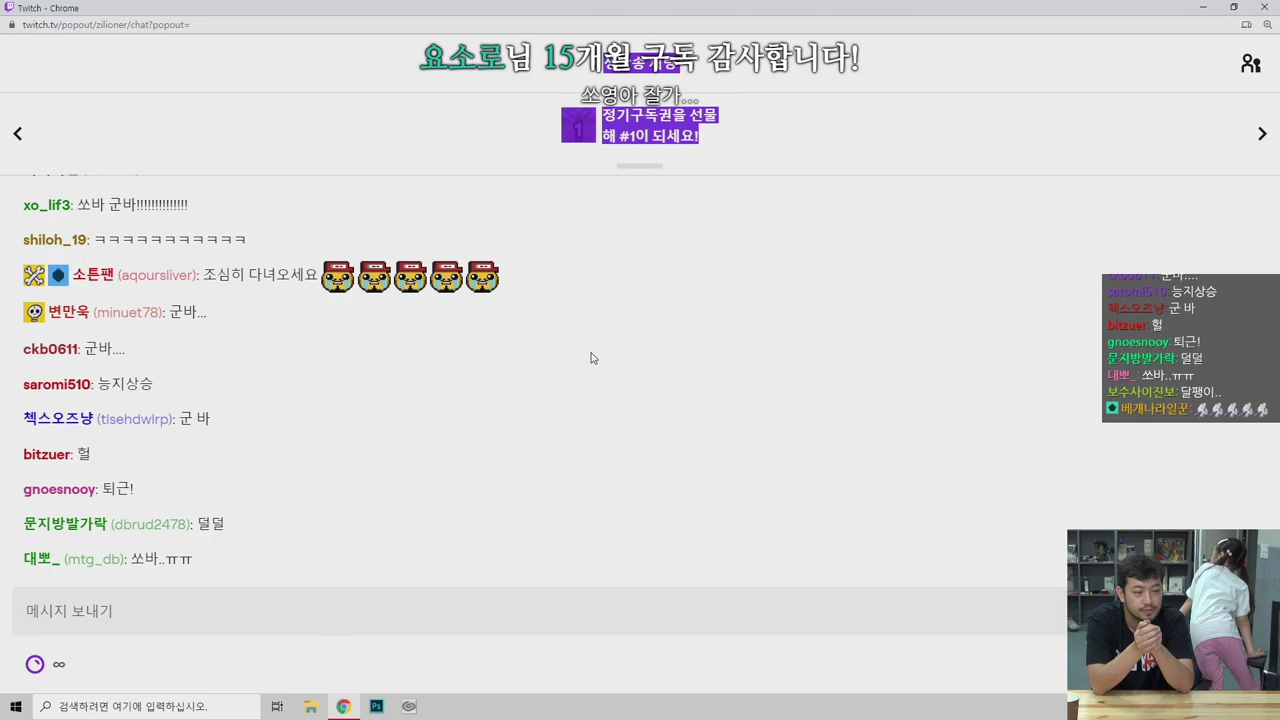 Twitch - Chrome
twitch.tv/popout/zilioner/chat?popout=
요소로님 15개월 구독 감사합니다!
쏘영아 잘가...
정기구독권을 선물
해 #1이 되세요!
1
xo_lif3: 쏘바 군바!!!!!!!!!!!!!!
shiloh_19: ㅋㅋㅋㅋㅋㅋㅋㅋㅋㅋㅋ
소튼팬 (aqoursliver): 조심히 다녀오세요
변만욱 (minuet78): 군바...
ckb0611: 군바....
saromi510: 능지상승
첵스오즈냥 (tlsehdwlrp): 군 바
bitzuer: 헐
gnoesnooy: 퇴근!
문지방발가락 (dbrud2478): 덜덜
대뽀_ (mtg_db): 쏘바..ㅠㅠ
메시지 보내기
∞
검색하려면 여기에 입력하십시오.
Ps
ckb0611: 군바....
saromi510: 능지상승
첵스오즈냥: 군 바
bitzuer: 헐
gnoesnooy: 퇴근!
문지방발가락: 덜덜
대뽀_: 쏘바..ㅠㅠ
보수사이진보: 달팽이..
베개나라일꾼: